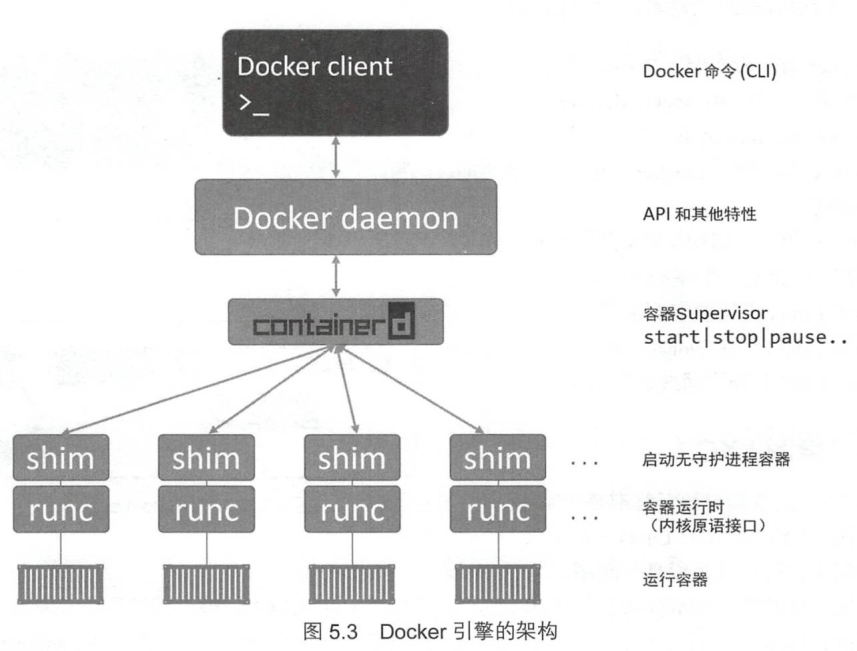 Docker client
>_
Docker命令(CLI)
Docker daemon
API 和其他特性
containerd
容器Supervisor
start|stop|pause..
shim shim shim shim ... 启动无守护进程容器
runc runc runc runc ... 容器运行时
（内核原语接口）
运行容器
图 5.3 Docker 引擎的架构